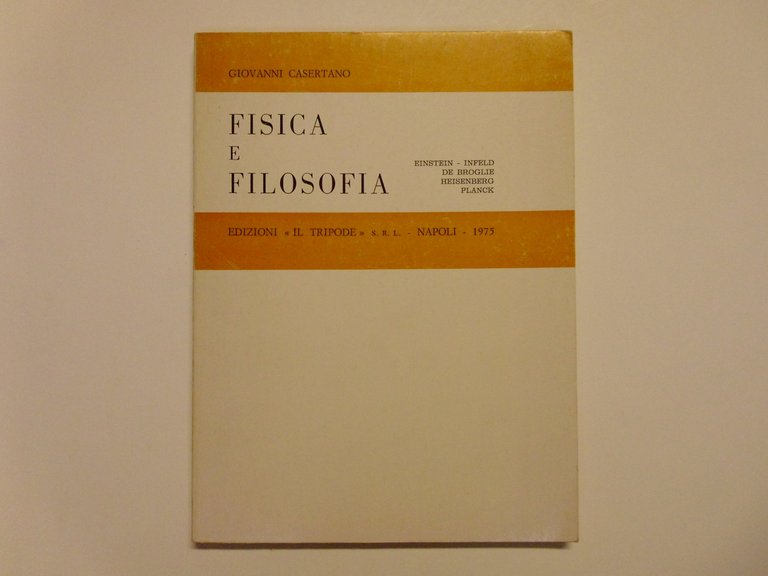 GIOVANNI CASERTANO
FISICA
E
FILOSOFIA
EINSTEIN - INFELD
DE BROGLIE
HEISENBERG
PLANCK
EDIZIONI « IL TRIPODE » S. R. L. - NAPOLI - 1975